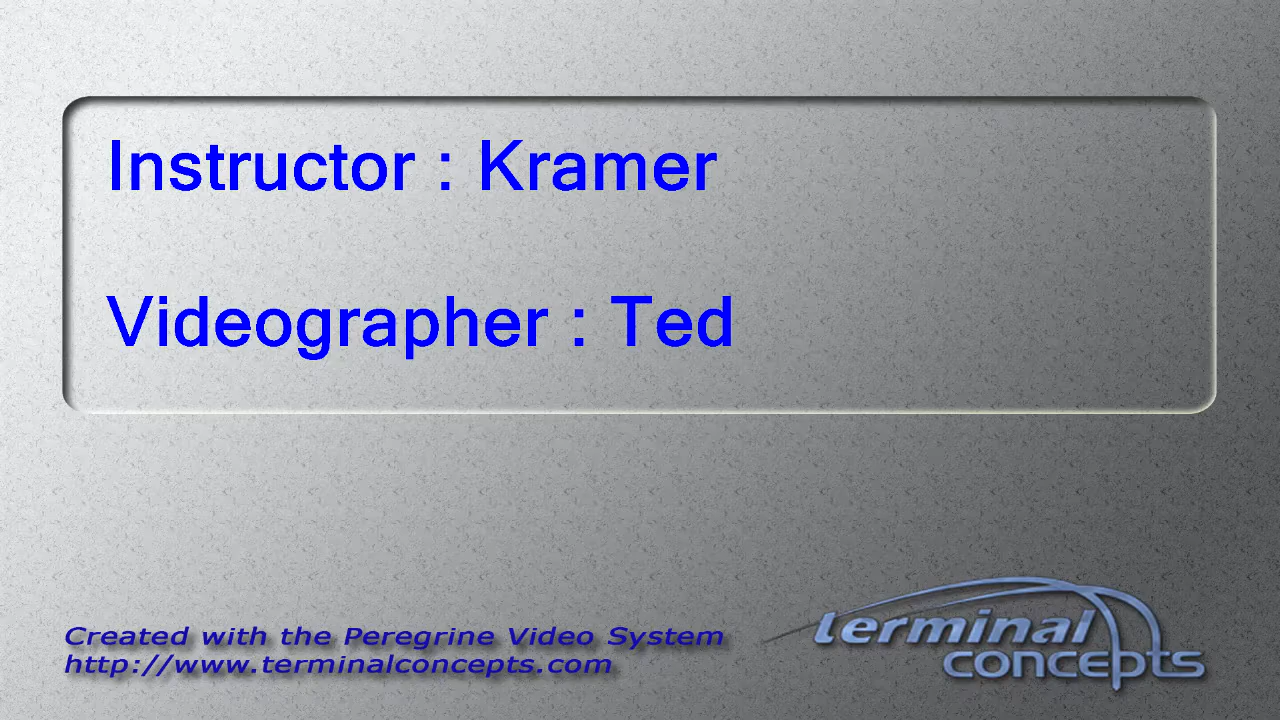 Instructor : Kramer
Videographer : Ted
Created with the Peregrine Video System
http://www.terminalconcepts.com
terminal
concepts